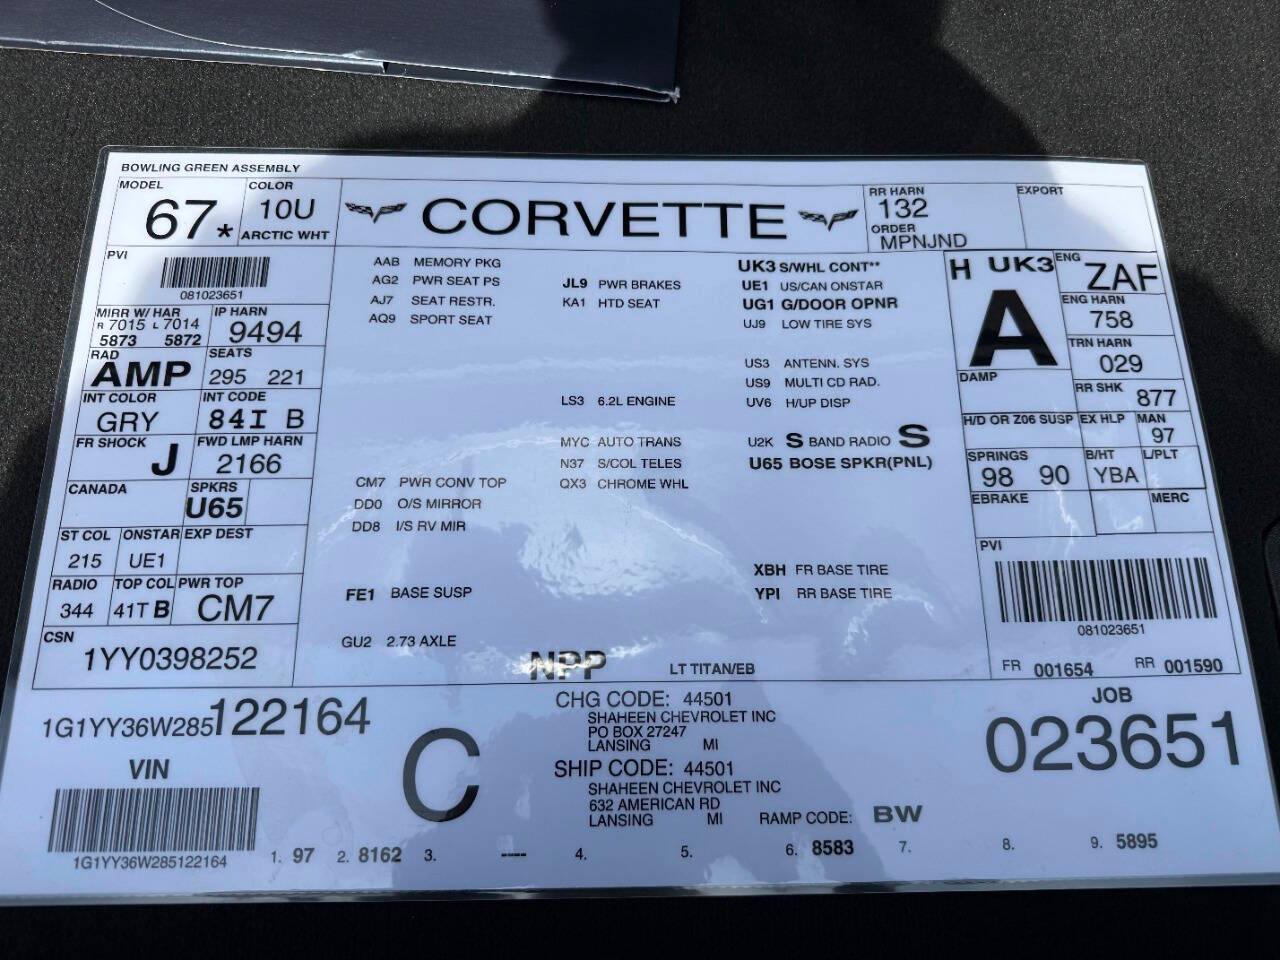 BOWLING GREEN ASSEMBLY
MODEL
67*
COLOR
10U
ARCTIC WHT
CORVETTE
RR HARN
132
ORDER
MPNJND
EXPORT
PVI
081023651
MIRR W/ HAR
R 7015 L 7014
5873 5872
IP HARN
9494
RAD
AMP
SEATS
295 221
INT COLOR
GRY
INT CODE
84I B
FR SHOCK
J
FWD LMP HARN
2166
CANADA
SPKRS
U65
ST COL
215
ONSTAR
UE1
EXP DEST
RADIO
344
TOP COL
41T B
PWR TOP
CM7
CSN
1YY0398252
AAB MEMORY PKG
AG2 PWR SEAT PS
AJ7 SEAT RESTR.
AQ9 SPORT SEAT
CM7 PWR CONV TOP
DD0 O/S MIRROR
DD8 I/S RV MIR
FE1 BASE SUSP
GU2 2.73 AXLE
JL9 PWR BRAKES
KA1 HTD SEAT
LS3 6.2L ENGINE
MYC AUTO TRANS
N37 S/COL TELES
QX3 CHROME WHL
NPP
LT TITAN/EB
UK3 S/WHL CONT**
UE1 US/CAN ONSTAR
UG1 G/DOOR OPNR
UJ9 LOW TIRE SYS
US3 ANTENN. SYS
US9 MULTI CD RAD.
UV6 H/UP DISP
U2K S BAND RADIO S
U65 BOSE SPKR(PNL)
XBH FR BASE TIRE
YPI RR BASE TIRE
H UK3
A
ENG
ZAF
ENG HARN
758
TRN HARN
029
DAMP
RR SHK
877
H/D OR Z06 SUSP
EX HLP
MAN
97
SPRINGS
98 90
B/HT
YBA
L/PLT
EBRAKE
MERC
PVI
081023651
FR 001654 RR 001590
1G1YY36W285122164
VIN
1G1YY36W285122164
C
CHG CODE: 44501
SHAHEEN CHEVROLET INC
PO BOX 27247
LANSING MI
SHIP CODE: 44501
SHAHEEN CHEVROLET INC
632 AMERICAN RD
LANSING MI
RAMP CODE: BW
JOB
023651
1. 97 2. 8162 3. ---- 4. 5. 6. 8583 7. 8. 9. 5895